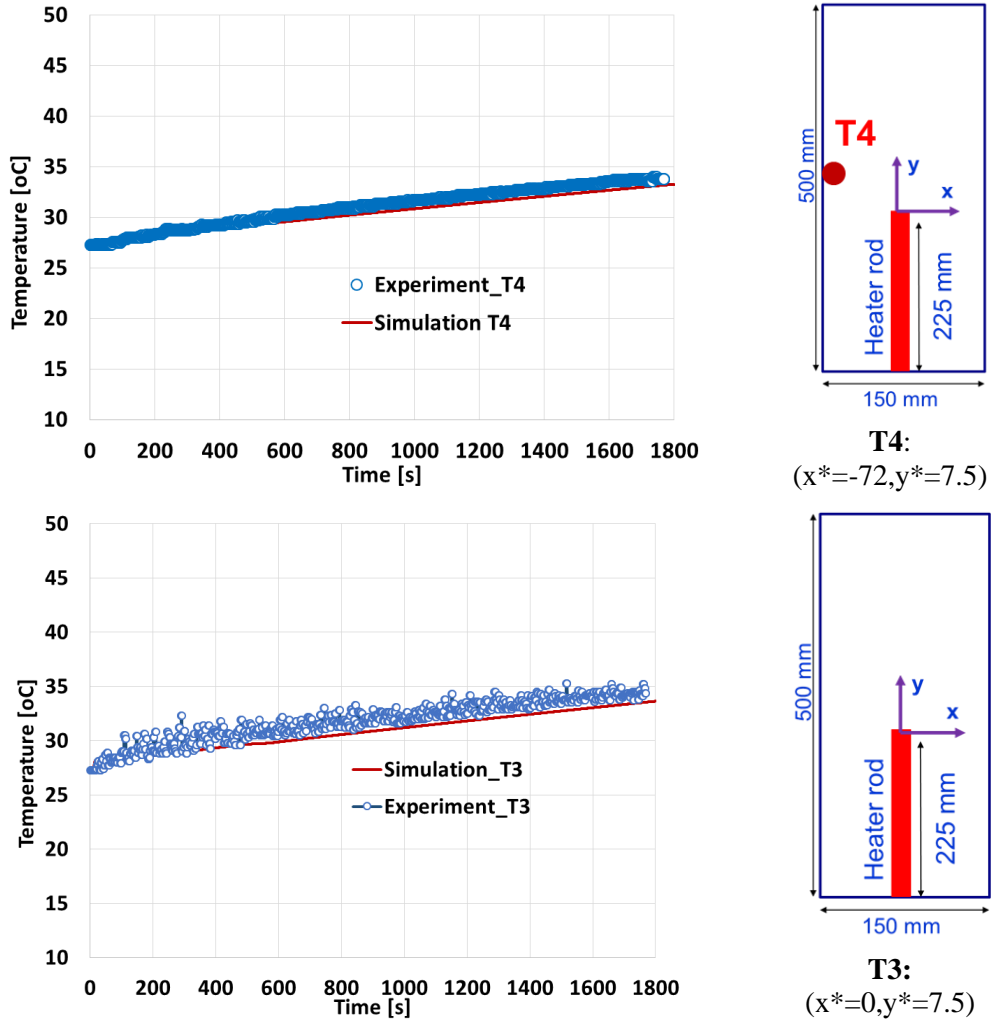 50
45
40
35
30
25
20
15
10
Temperature [oC]
Experiment_T4
Simulation T4
0 200 400 600 800 1000 1200 1400 1600 1800
Time [s]
500 mm
T4
y
x
Heater rod
225 mm
150 mm
T4:
(x*=-72,y*=7.5)
50
45
40
35
30
25
20
15
10
Temperature [oC]
Simulation_T3
Experiment_T3
0 200 400 600 800 1000 1200 1400 1600 1800
Time [s]
500 mm
y
x
Heater rod
225 mm
150 mm
T3:
(x*=0,y*=7.5)